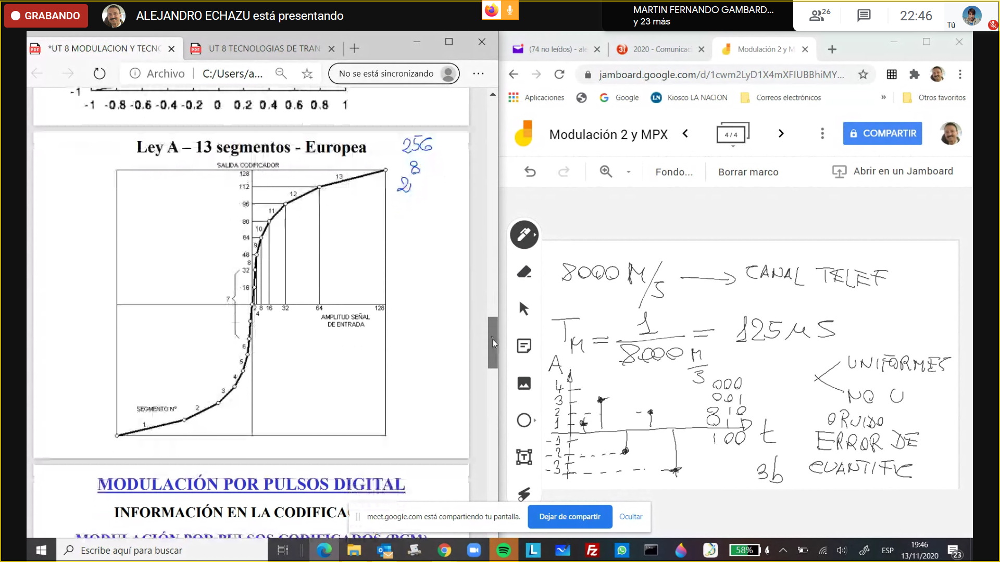 GRABANDO
ALEJANDRO ECHAZU está presentando
MARTIN FERNANDO GAMBARD...
y 23 más
26
22:46
Tú
*UT 8 MODULACION Y TECNO
UT 8 TECNOLOGIAS DE TRAN
Archivo
C:/Users/a...
No se está sincronizando
-1
-1 -0.8 -0.6 -0.4 -0.2 0 0.2 0.4 0.6 0.8 1
Ley A – 13 segmentos - Europea
256
8
2
SALIDA CODIFICADOR
128
112
96
80
64
48
32
16
13
12
11
10
9
8
7
6
5
4
3
2
1
2 4 8 16 32 64 128
AMPLITUD SEÑAL
DE ENTRADA
SEGMENTO Nº
MODULACIÓN POR PULSOS DIGITAL
INFORMACIÓN EN LA CODIFICA
MODULACIÓN POR PULSOS CODIFICADOS (PCM)
(74 no leídos) - ale
2020 - Comunicac
Modulación 2 y M
jamboard.google.com/d/1cwm2LyD1X4mXFIUBBhiMY...
Aplicaciones
Google
LN
Kiosco LA NACION
Correos electrónicos
»
Otros favoritos
Modulación 2 y MPX
4 / 4
COMPARTIR
Fondo...
Borrar marco
Abrir en un Jamboard
8000 M/S → CANAL TELEF
TM = 1 / 8000 M/S = 125 μS
A
4
3
2
1
-1
-2
-3
000
001
010
011
100
t
3b
UNIFORMES
NO U
ERROR DE
CUANTIFIC
meet.google.com está compartiendo tu pantalla.
Dejar de compartir
Ocultar
Escribe aquí para buscar
58%
ESP
19:46
13/11/2020
23